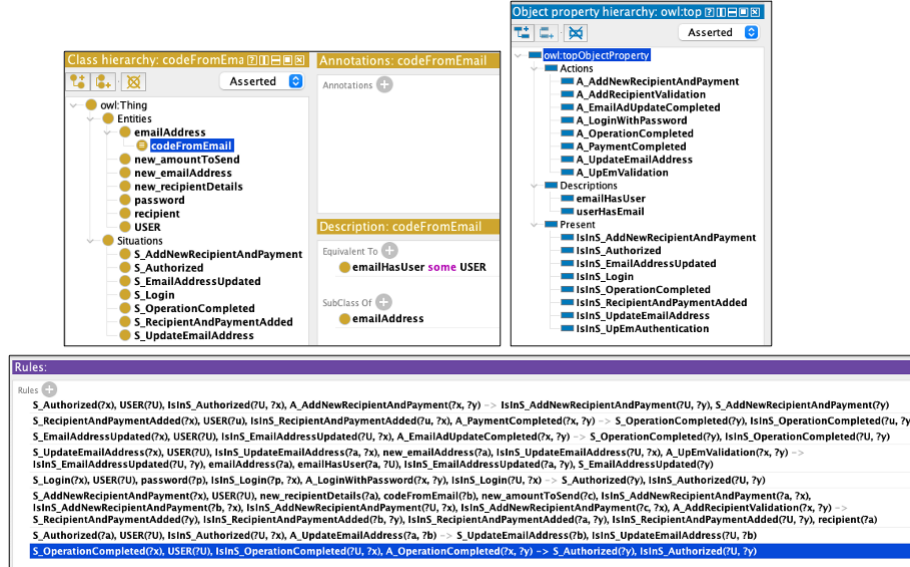 Class hierarchy: codeFromEma
Asserted
owl:Thing
Entities
emailAddress
codeFromEmail
new_amountToSend
new_emailAddress
new_recipientDetails
password
recipient
USER
Situations
S_AddNewRecipientAndPayment
S_Authorized
S_EmailAddressUpdated
S_Login
S_OperationCompleted
S_RecipientAndPaymentAdded
S_UpdateEmailAddress
Annotations: codeFromEmail
Annotations
Description: codeFromEmail
Equivalent To
emailHasUser some USER
SubClass Of
emailAddress
Object property hierarchy: owl:top
Asserted
owl:topObjectProperty
Actions
A_AddNewRecipientAndPayment
A_AddRecipientValidation
A_EmailAdUpdateCompleted
A_LoginWithPassword
A_OperationCompleted
A_PaymentCompleted
A_UpdateEmailAddress
A_UpEmValidation
Descriptions
emailHasUser
userHasEmail
Present
IsInS_AddNewRecipientAndPayment
IsInS_Authorized
IsInS_EmailAddressUpdated
IsInS_Login
IsInS_OperationCompleted
IsInS_RecipientAndPaymentAdded
IsInS_UpdateEmailAddress
IsInS_UpEmAuthentication
Rules:
Rules
S_Authorized(?x), USER(?U), IsInS_Authorized(?U, ?x), A_AddNewRecipientAndPayment(?x, ?y) -> IsInS_AddNewRecipientAndPayment(?U, ?y), S_AddNewRecipientAndPayment(?y)
S_RecipientAndPaymentAdded(?x), USER(?u), IsInS_RecipientAndPaymentAdded(?u, ?x), A_PaymentCompleted(?x, ?y) -> S_OperationCompleted(?y), IsInS_OperationCompleted(?u, ?y
S_EmailAddressUpdated(?x), USER(?U), IsInS_EmailAddressUpdated(?U, ?x), A_EmailAdUpdateCompleted(?x, ?y) -> S_OperationCompleted(?y), IsInS_OperationCompleted(?U, ?y)
S_UpdateEmailAddress(?x), USER(?U), IsInS_UpdateEmailAddress(?a, ?x), new_emailAddress(?a), IsInS_UpdateEmailAddress(?U, ?x), A_UpEmValidation(?x, ?y) ->
IsInS_EmailAddressUpdated(?U, ?y), emailAddress(?a), emailHasUser(?a, ?U), IsInS_EmailAddressUpdated(?a, ?y), S_EmailAddressUpdated(?y)
S_Login(?x), USER(?U), password(?p), IsInS_Login(?p, ?x), A_LoginWithPassword(?x, ?y), IsInS_Login(?U, ?x) -> S_Authorized(?y), IsInS_Authorized(?U, ?y)
S_AddNewRecipientAndPayment(?x), USER(?U), new_recipientDetails(?a), codeFromEmail(?b), new_amountToSend(?c), IsInS_AddNewRecipientAndPayment(?a, ?x),
IsInS_AddNewRecipientAndPayment(?b, ?x), IsInS_AddNewRecipientAndPayment(?U, ?x), IsInS_AddNewRecipientAndPayment(?c, ?x), A_AddRecipientValidation(?x, ?y) ->
S_RecipientAndPaymentAdded(?y), IsInS_RecipientAndPaymentAdded(?b, ?y), IsInS_RecipientAndPaymentAdded(?a, ?y), IsInS_RecipientAndPaymentAdded(?U, ?y), recipient(?a)
S_Authorized(?a), USER(?U), IsInS_Authorized(?U, ?x), A_UpdateEmailAddress(?a, ?b) -> S_UpdateEmailAddress(?b), IsInS_UpdateEmailAddress(?U, ?b)
S_OperationCompleted(?x), USER(?U), IsInS_OperationCompleted(?U, ?x), A_OperationCompleted(?x, ?y) -> S_Authorized(?y), IsInS_Authorized(?U, ?y)